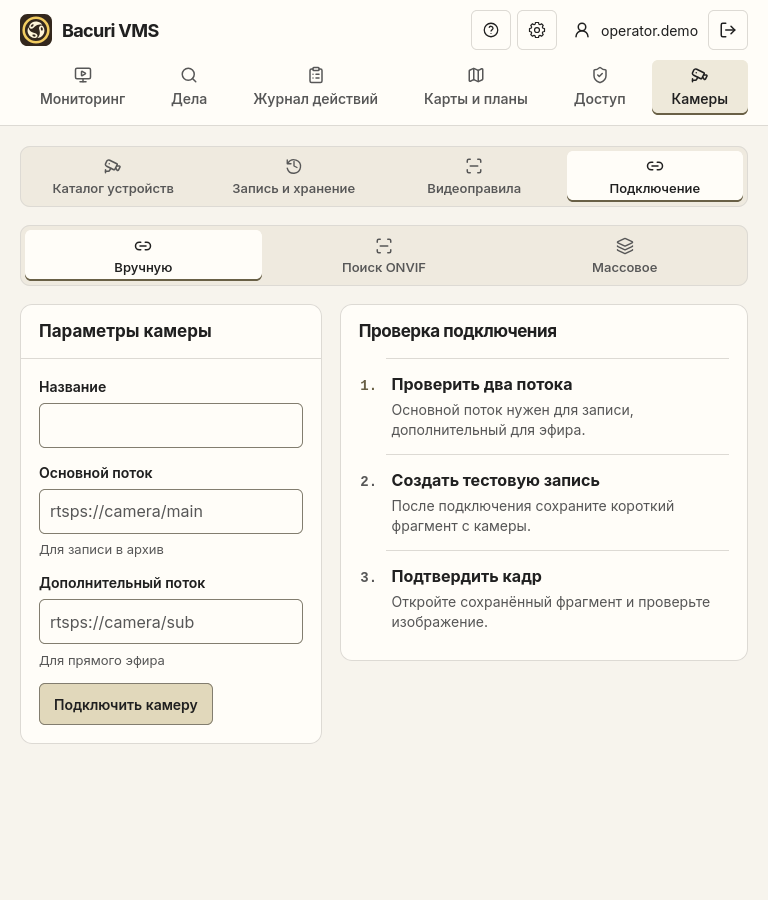 Bacuri VMS
operator.demo
Мониторинг
Дела
Журнал действий
Карты и планы
Доступ
Камеры
Каталог устройств
Запись и хранение
Видеоправила
Подключение
Вручную
Поиск ONVIF
Массовое
Параметры камеры
Название
Основной поток
rtsps://camera/main
Для записи в архив
Дополнительный поток
rtsps://camera/sub
Для прямого эфира
Подключить камеру
Проверка подключения
1. Проверить два потока
Основной поток нужен для записи,
дополнительный для эфира.
2. Создать тестовую запись
После подключения сохраните короткий
фрагмент с камеры.
3. Подтвердить кадр
Откройте сохранённый фрагмент и проверьте
изображение.